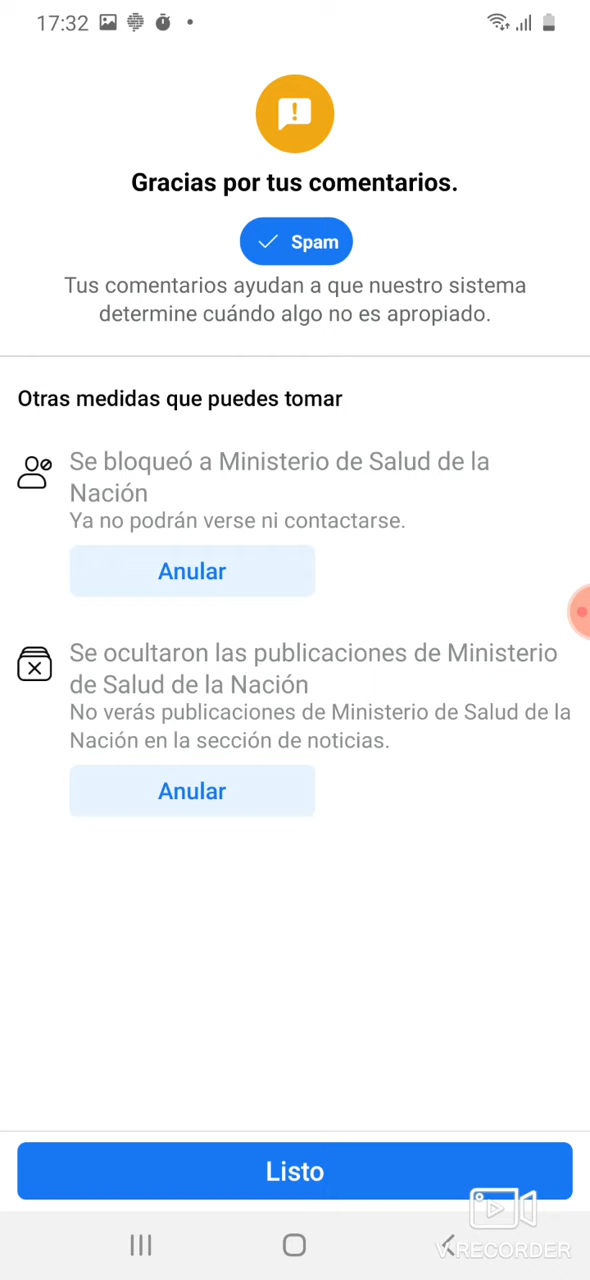 17:32
Gracias por tus comentarios.
Spam
Tus comentarios ayudan a que nuestro sistema
determine cuándo algo no es apropiado.
Otras medidas que puedes tomar
Se bloqueó a Ministerio de Salud de la
Nación
Ya no podrán verse ni contactarse.
Anular
Se ocultaron las publicaciones de Ministerio
de Salud de la Nación
No verás publicaciones de Ministerio de Salud de la
Nación en la sección de noticias.
Anular
Listo
V RECORDER